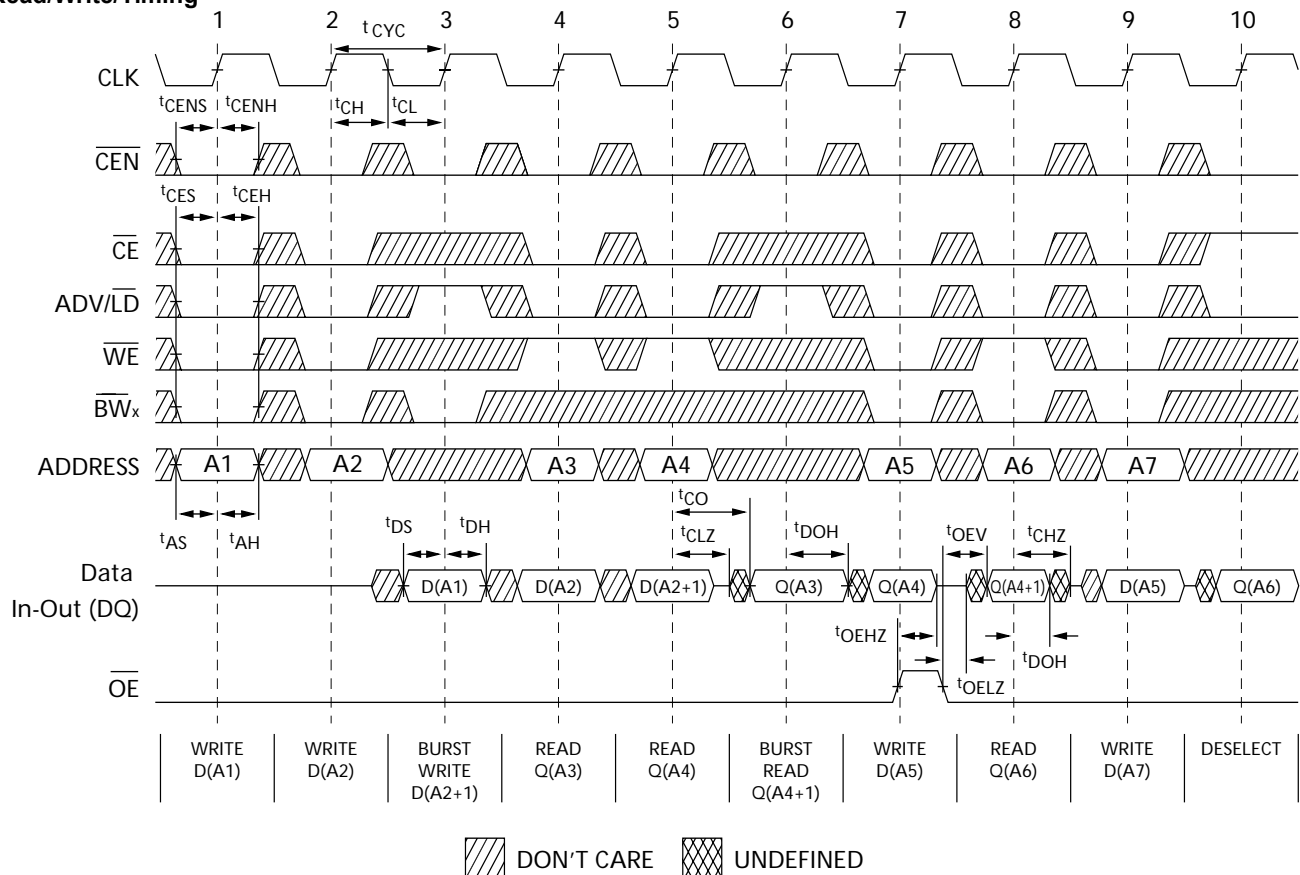 Read/Write/Timing
1 2 3 4 5 6 7 8 9 10
tCYC
CLK
tCENS tCENH tCH tCL
CEN
tCES tCEH
CE
ADV/LD
WE
BWx
ADDRESS A1 A2 A3 A4 A5 A6 A7
tCO
tAS tAH tDS tDH tCLZ tDOH tOEV tCHZ
Data
In-Out (DQ)
D(A1) D(A2) D(A2+1) Q(A3) Q(A4) Q(A4+1) D(A5) Q(A6)
tOEHZ tDOH
tOELZ
OE
WRITE D(A1)
WRITE D(A2)
BURST WRITE D(A2+1)
READ Q(A3)
READ Q(A4)
BURST READ Q(A4+1)
WRITE D(A5)
READ Q(A6)
WRITE D(A7)
DESELECT
DON'T CARE UNDEFINED